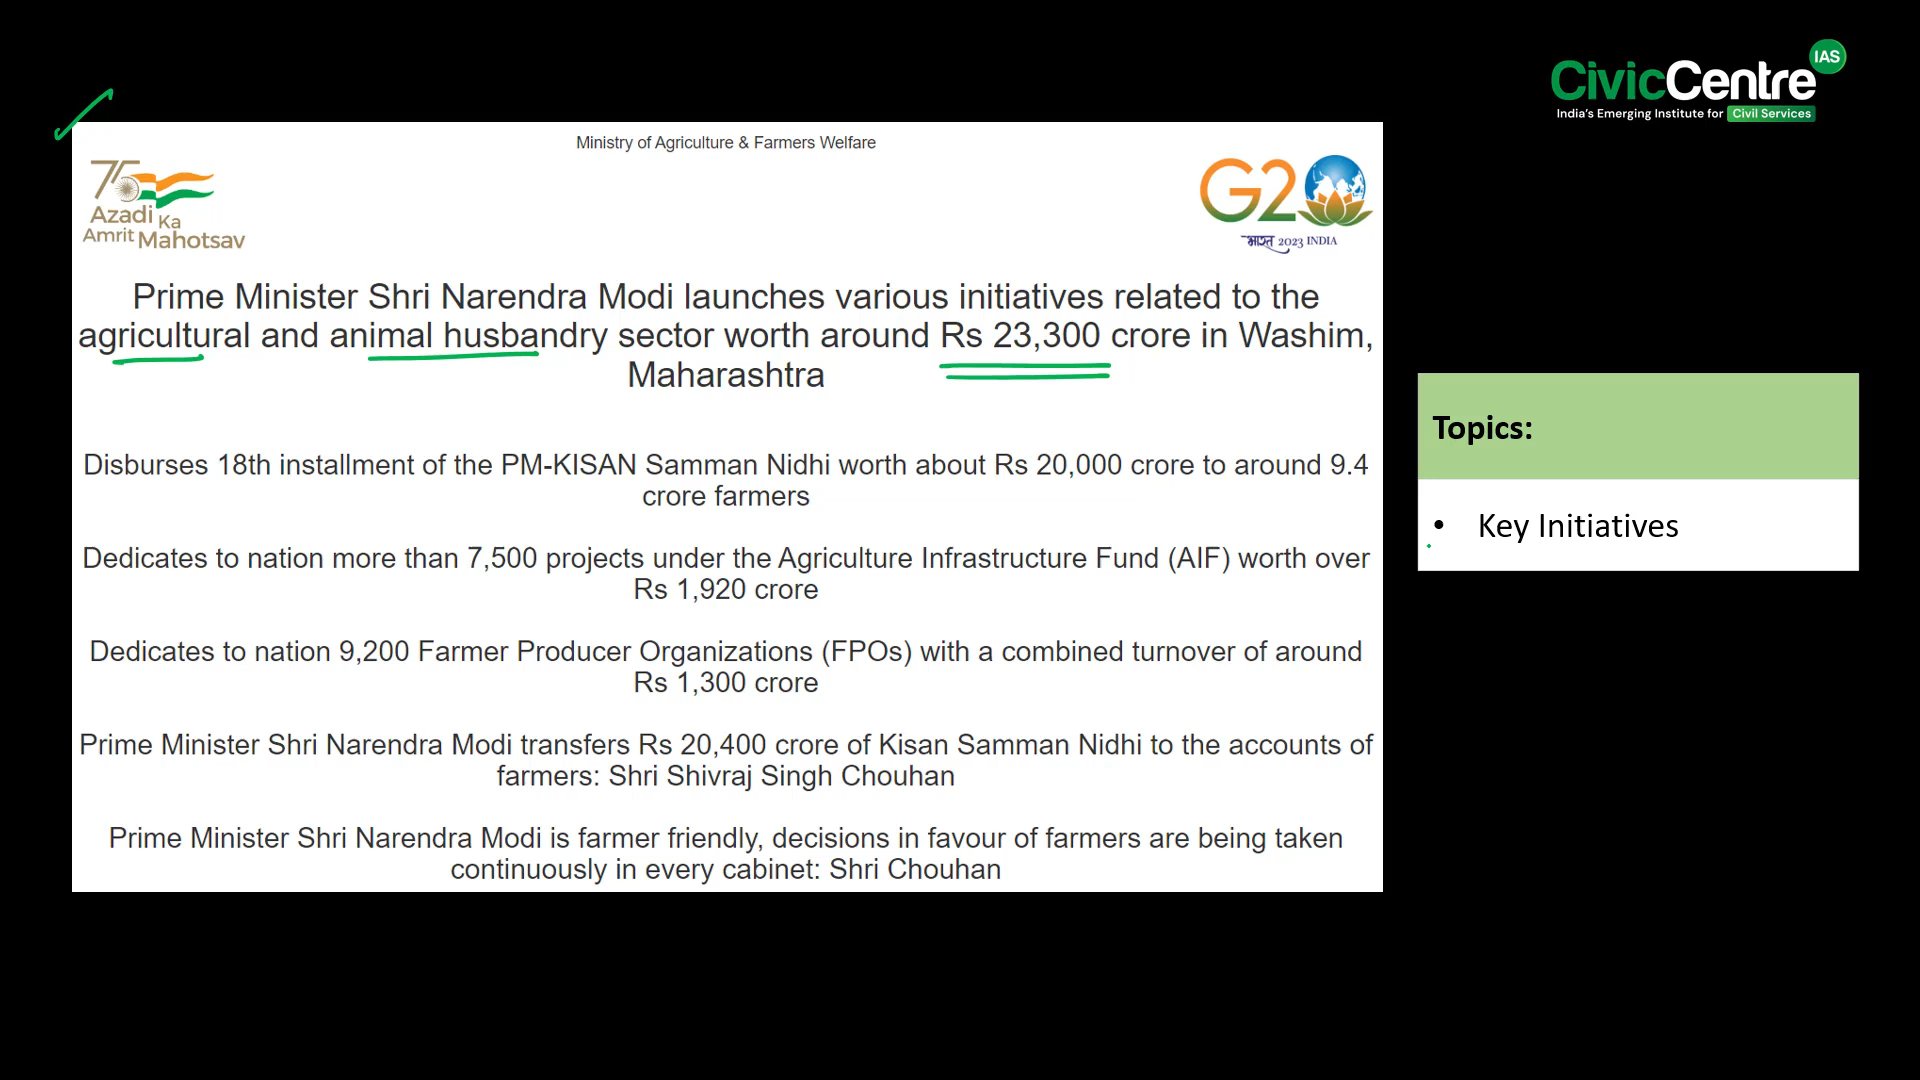 CivicCentre IAS
India's Emerging Institute for Civil Services
Ministry of Agriculture & Farmers Welfare
75
Azadi Ka
Amrit Mahotsav
G20
भारत 2023 INDIA
Prime Minister Shri Narendra Modi launches various initiatives related to the
agricultural and animal husbandry sector worth around Rs 23,300 crore in Washim,
Maharashtra
Disburses 18th installment of the PM-KISAN Samman Nidhi worth about Rs 20,000 crore to around 9.4
crore farmers
Dedicates to nation more than 7,500 projects under the Agriculture Infrastructure Fund (AIF) worth over
Rs 1,920 crore
Dedicates to nation 9,200 Farmer Producer Organizations (FPOs) with a combined turnover of around
Rs 1,300 crore
Prime Minister Shri Narendra Modi transfers Rs 20,400 crore of Kisan Samman Nidhi to the accounts of
farmers: Shri Shivraj Singh Chouhan
Prime Minister Shri Narendra Modi is farmer friendly, decisions in favour of farmers are being taken
continuously in every cabinet: Shri Chouhan
Topics:
• Key Initiatives